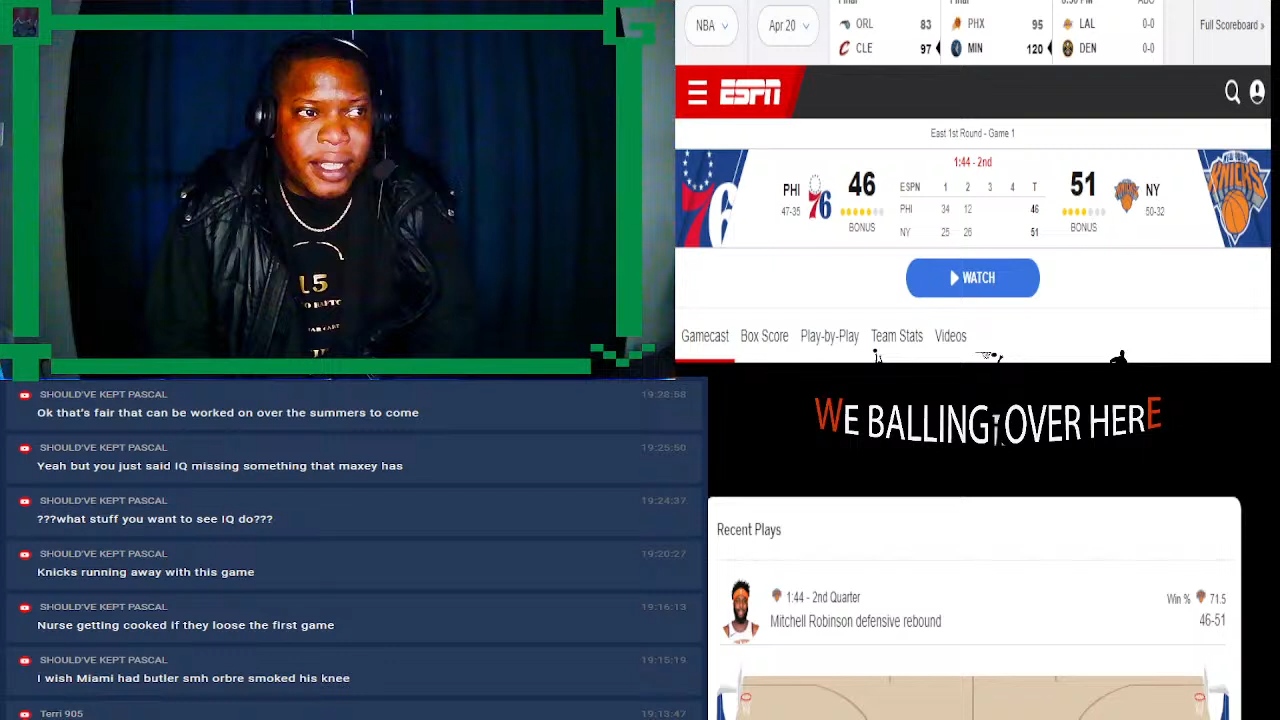 NBA
Apr 20
ORL 83
CLE 97
PHX 95
MIN 120
LAL 0-0
DEN 0-0
Full Scoreboard »
ESPN
East 1st Round - Game 1
1:44 - 2nd
PHI
47-35
76
46
BONUS
ESPN 1 2 3 4 T
PHI 34 12 46
NY 25 26 51
51
BONUS
NY
50-32
KNICKS
WATCH
Gamecast Box Score Play-by-Play Team Stats Videos
WE BALLING OVER HERE
Recent Plays
1:44 - 2nd Quarter
Mitchell Robinson defensive rebound
Win % 71.5
46-51
15
SHOULD'VE KEPT PASCAL 19:28:58
Ok that's fair that can be worked on over the summers to come
SHOULD'VE KEPT PASCAL 19:25:50
Yeah but you just said IQ missing something that maxey has
SHOULD'VE KEPT PASCAL 19:24:37
???what stuff you want to see IQ do???
SHOULD'VE KEPT PASCAL 19:20:27
Knicks running away with this game
SHOULD'VE KEPT PASCAL 19:16:13
Nurse getting cooked if they loose the first game
SHOULD'VE KEPT PASCAL 19:15:19
I wish Miami had butler smh orbre smoked his knee
Terri 905 19:13:47